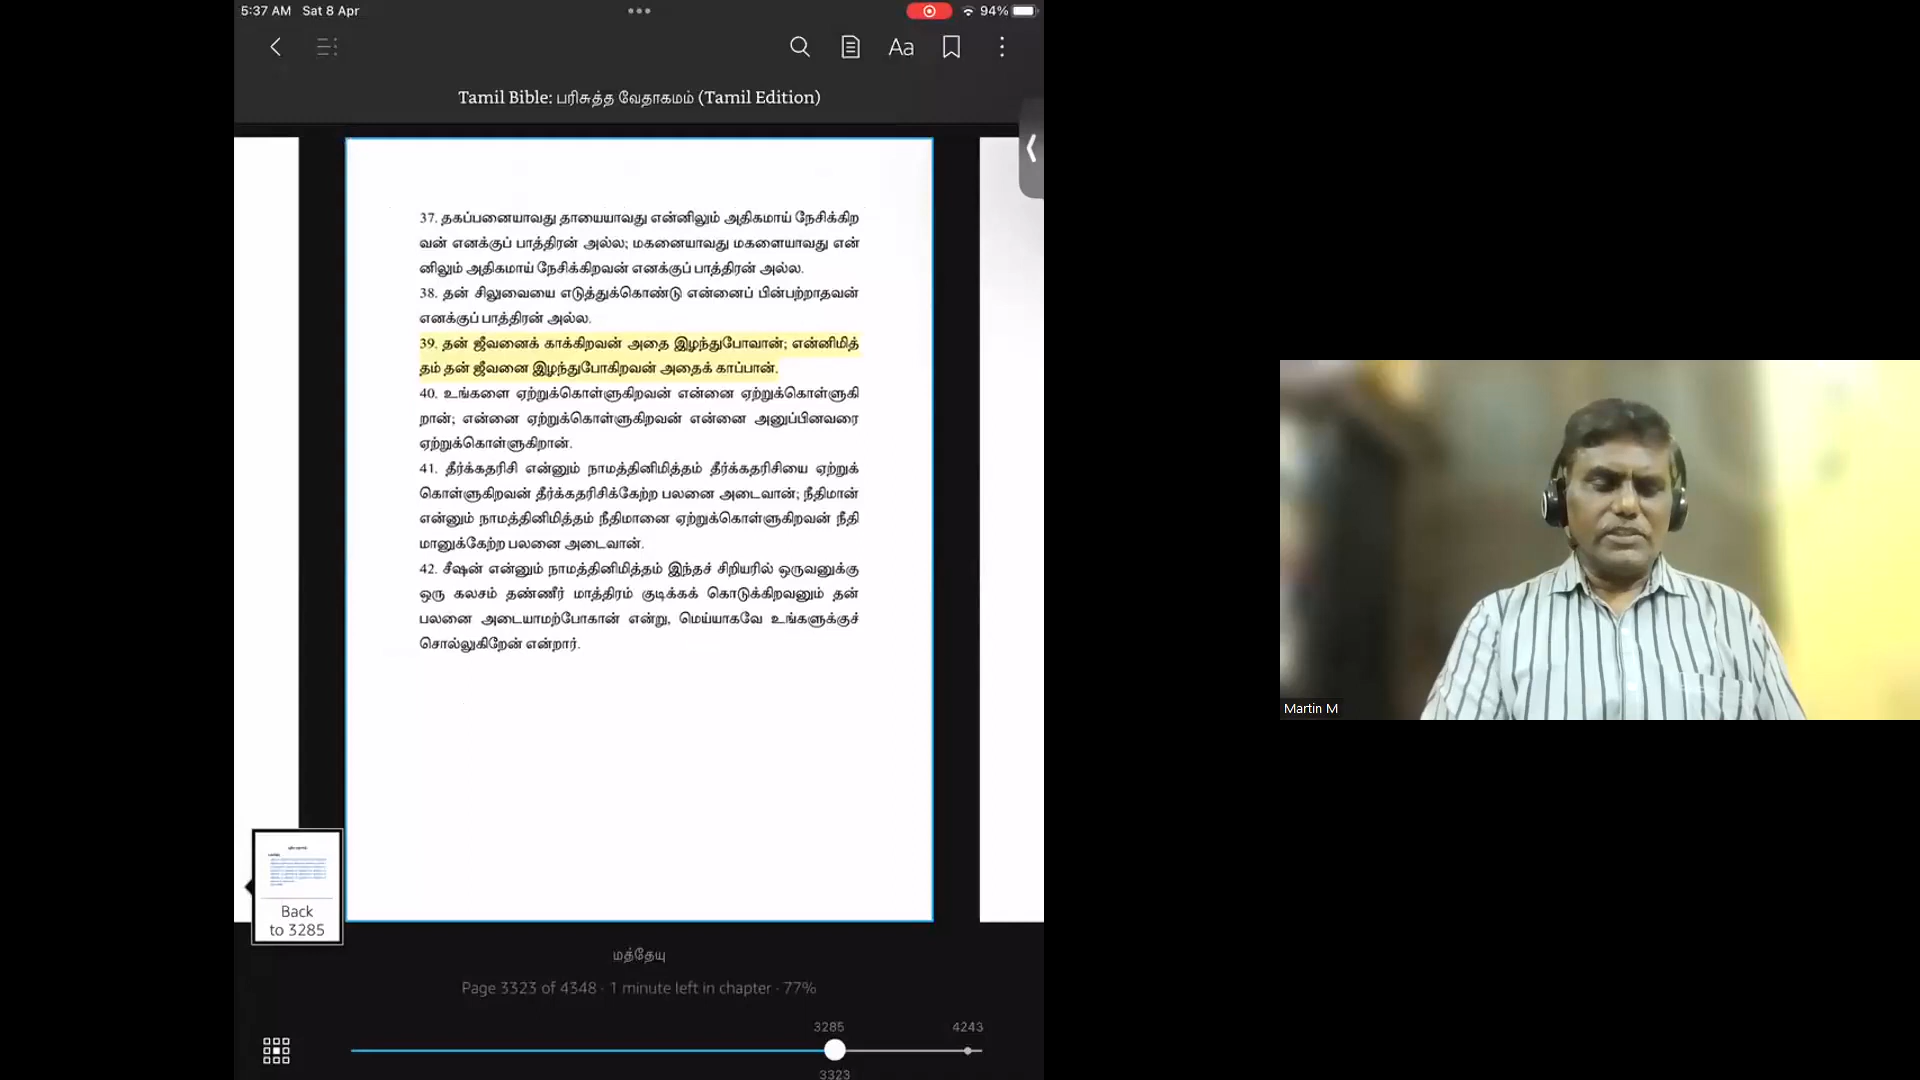 5:37 AM Sat 8 Apr
94%
Aa
Tamil Bible: பரிசுத்த வேதாகமம் (Tamil Edition)
37. தகப்பனையாவது தாயையாவது என்னிலும் அதிகமாய் நேசிக்கிற
வன் எனக்குப் பாத்திரன் அல்ல; மகனையாவது மகளையாவது என்
னிலும் அதிகமாய் நேசிக்கிறவன் எனக்குப் பாத்திரன் அல்ல.
38. தன் சிலுவையை எடுத்துக்கொண்டு என்னைப் பின்பற்றாதவன்
எனக்குப் பாத்திரன் அல்ல.
39. தன் ஜீவனைக் காக்கிறவன் அதை இழந்துபோவான்; என்னிமித்
தம் தன் ஜீவனை இழந்துபோகிறவன் அதைக் காப்பான்.
40. உங்களை ஏற்றுக்கொள்ளுகிறவன் என்னை ஏற்றுக்கொள்ளுகி
றான்; என்னை ஏற்றுக்கொள்ளுகிறவன் என்னை அனுப்பினவரை
ஏற்றுக்கொள்ளுகிறான்.
41. தீர்க்கதரிசி என்னும் நாமத்தினிமித்தம் தீர்க்கதரிசியை ஏற்றுக்
கொள்ளுகிறவன் தீர்க்கதரிசிக்கேற்ற பலனை அடைவான்; நீதிமான்
என்னும் நாமத்தினிமித்தம் நீதிமானை ஏற்றுக்கொள்ளுகிறவன் நீதி
மானுக்கேற்ற பலனை அடைவான்.
42. சீஷன் என்னும் நாமத்தினிமித்தம் இந்தச் சிறியரில் ஒருவனுக்கு
ஒரு கலசம் தண்ணீர் மாத்திரம் குடிக்கக் கொடுக்கிறவனும் தன்
பலனை அடையாமற்போகான் என்று, மெய்யாகவே உங்களுக்குச்
சொல்லுகிறேன் என்றார்.
Back
to 3285
மத்தேயு
Page 3323 of 4348 · 1 minute left in chapter · 77%
3285
4243
3323
Martin M